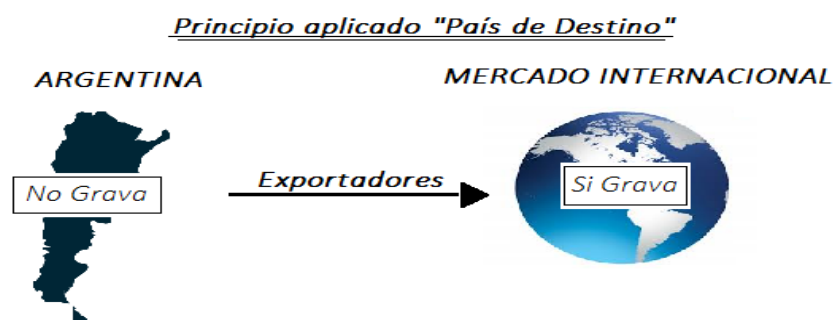 Principio aplicado "País de Destino"
ARGENTINA
MERCADO INTERNACIONAL
No Grava
Exportadores
Si Grava